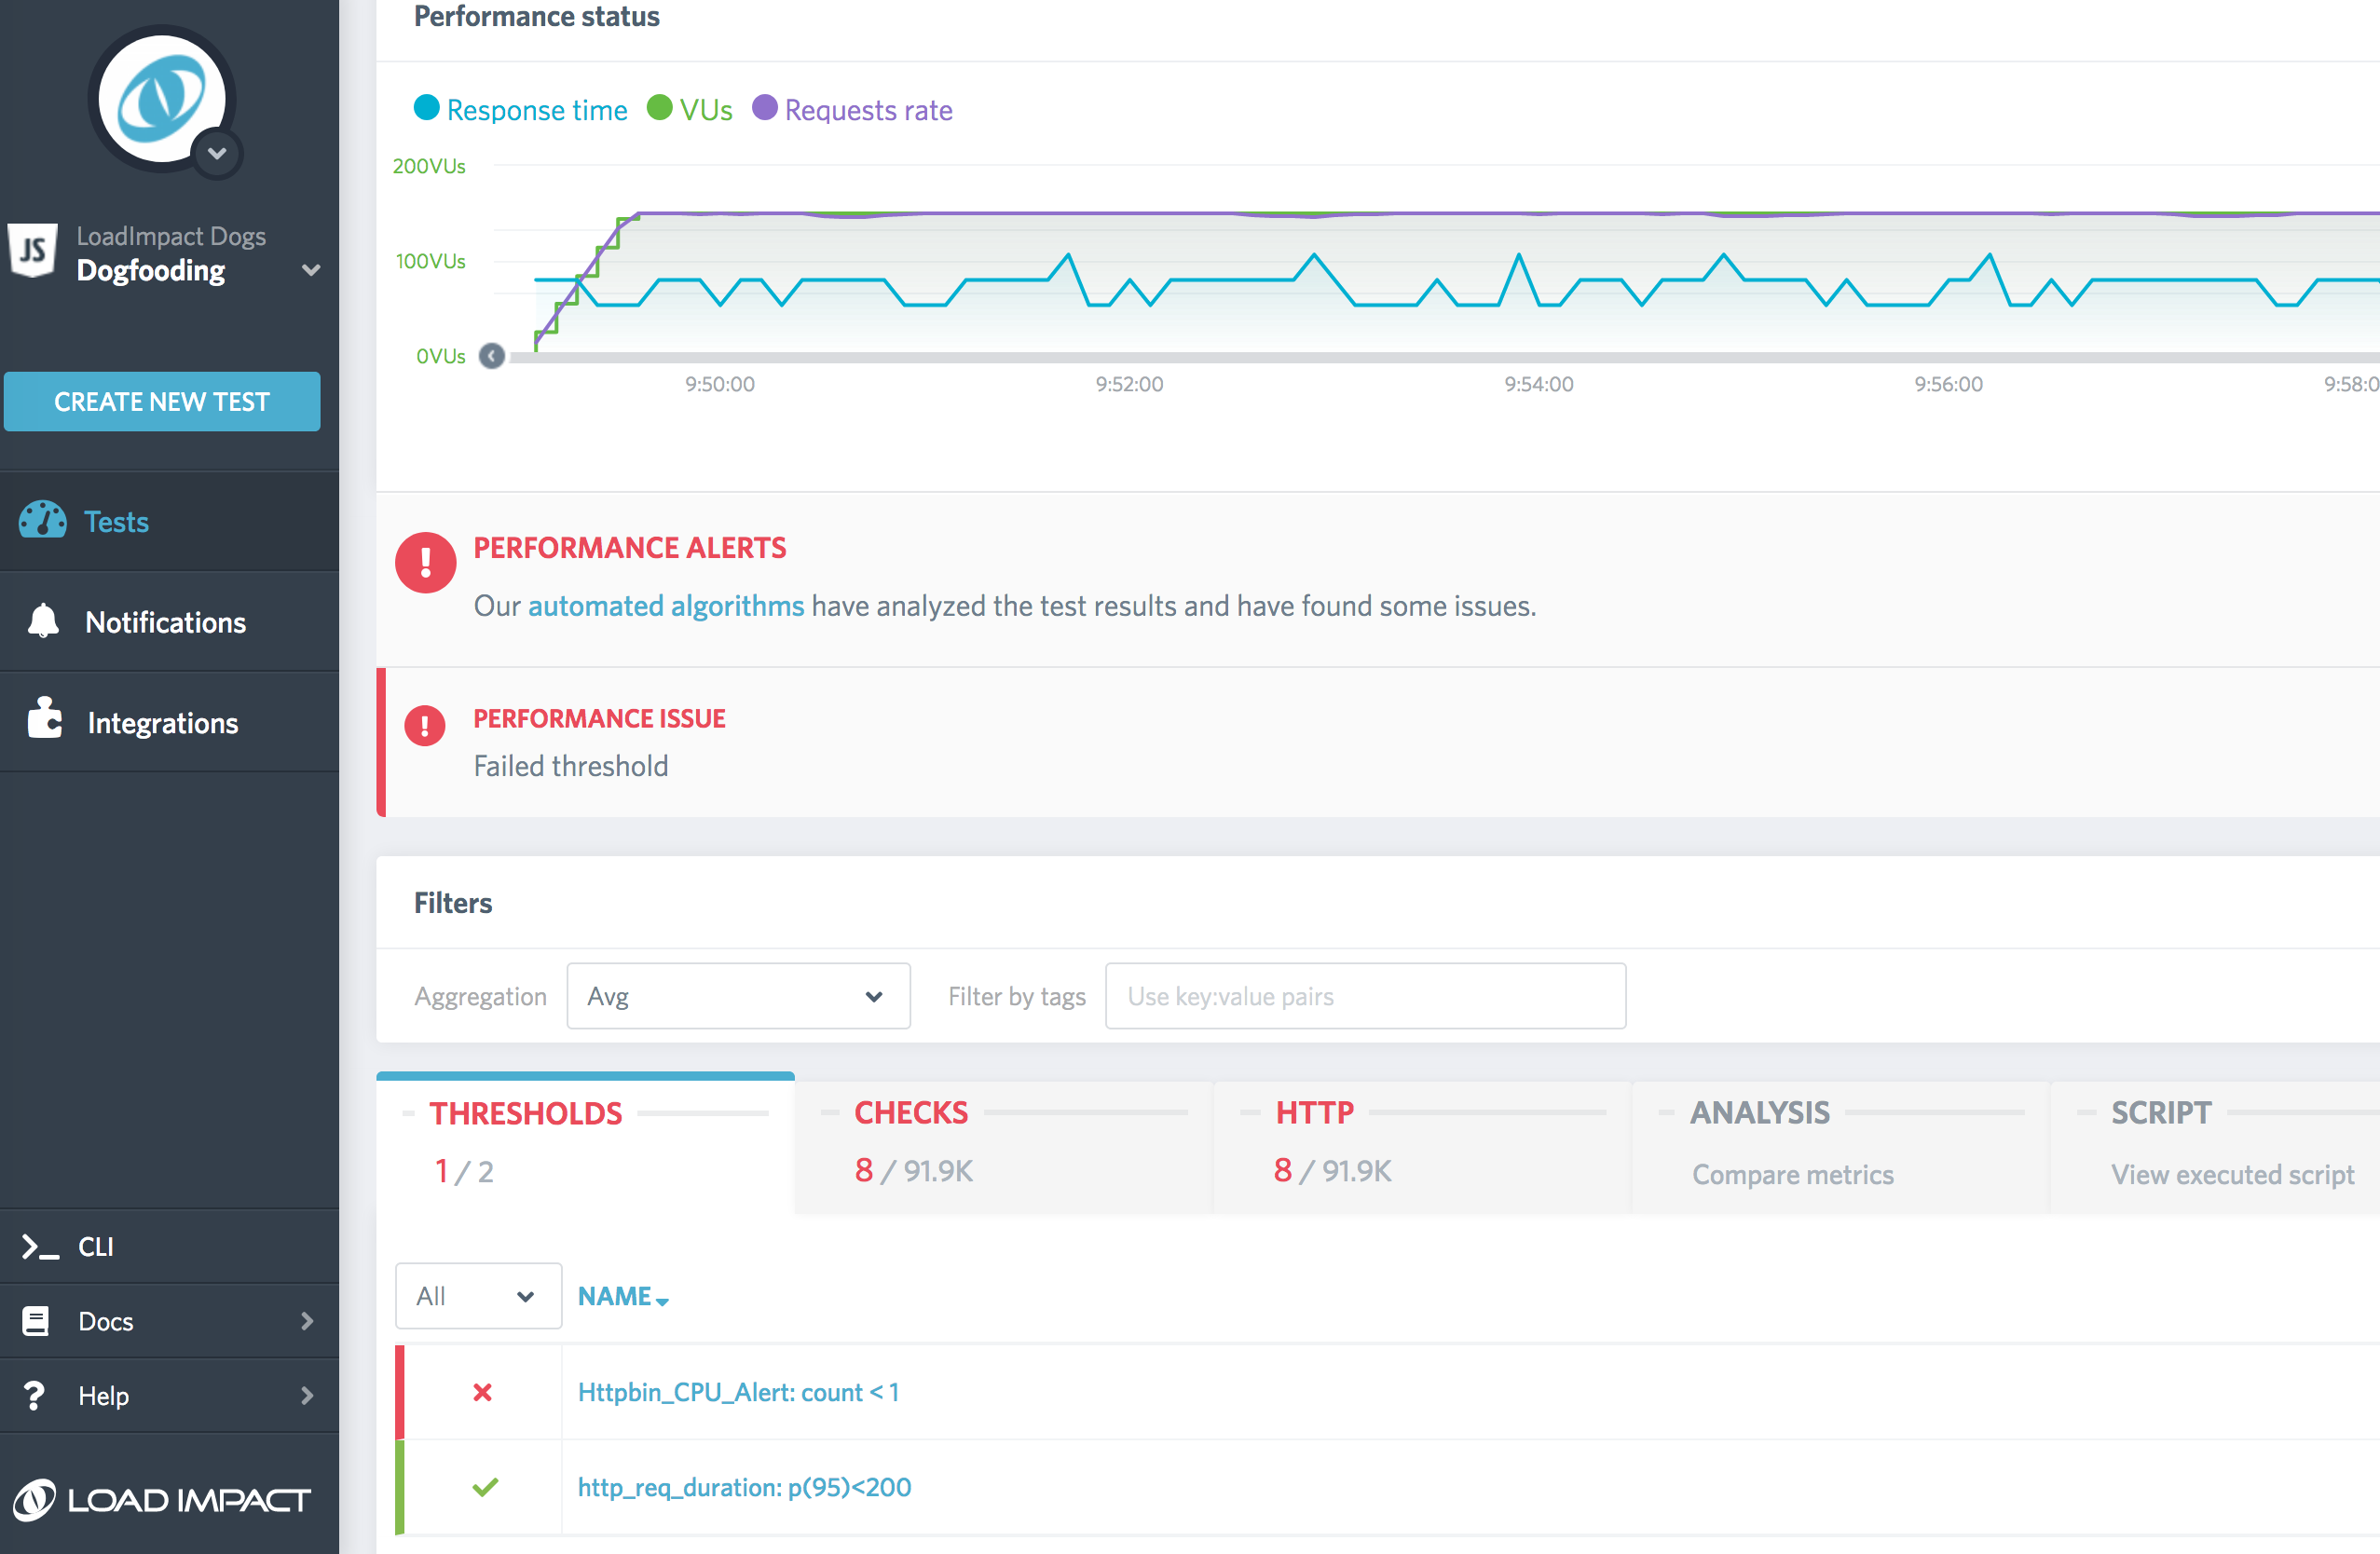 JS
LoadImpact Dogs
Dogfooding
CREATE NEW TEST
Tests
Notifications
Integrations
CLI
Docs
Help
LOAD IMPACT
Performance status
Response time VUs Requests rate
200VUs
100VUs
0VUs
9:50:00 9:52:00 9:54:00 9:56:00 9:58:0
PERFORMANCE ALERTS
Our automated algorithms have analyzed the test results and have found some issues.
PERFORMANCE ISSUE
Failed threshold
Filters
Aggregation Avg Filter by tags Use key:value pairs
THRESHOLDS CHECKS HTTP ANALYSIS SCRIPT
1 / 2 8 / 91.9K 8 / 91.9K Compare metrics View executed script
All NAME
Httpbin_CPU_Alert: count < 1
http_req_duration: p(95)<200